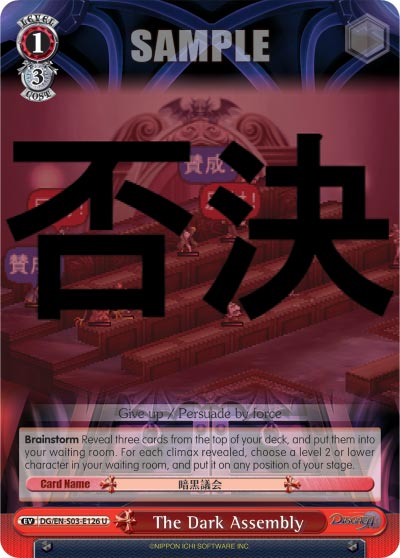 LEVEL
1
3
COST
SAMPLE
賛成!
賛成
否決
Give up / Persuade by force
Brainstorm Reveal three cards from the top of your deck, and put them into
your waiting room. For each climax revealed, choose a level 2 or lower
character in your waiting room, and put it on any position of your stage.
Card Name
暗黒議会
EV DG/EN-S03-E126 U
The Dark Assembly
©NIPPON ICHI SOFTWARE INC.